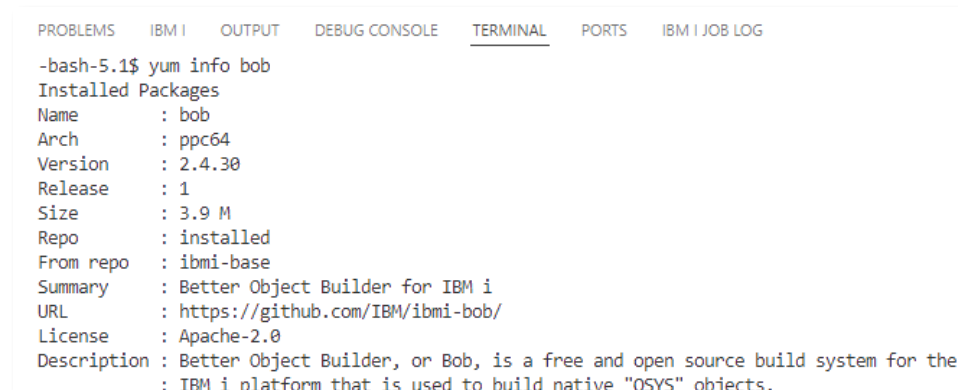 PROBLEMS IBM I OUTPUT DEBUG CONSOLE TERMINAL PORTS IBM I JOB LOG
-bash-5.1$ yum info bob
Installed Packages
Name : bob
Arch : ppc64
Version : 2.4.30
Release : 1
Size : 3.9 M
Repo : installed
From repo : ibmi-base
Summary : Better Object Builder for IBM i
URL : https://github.com/IBM/ibmi-bob/
License : Apache-2.0
Description : Better Object Builder, or Bob, is a free and open source build system for the
: IBM i platform that is used to build native "QSYS" objects.